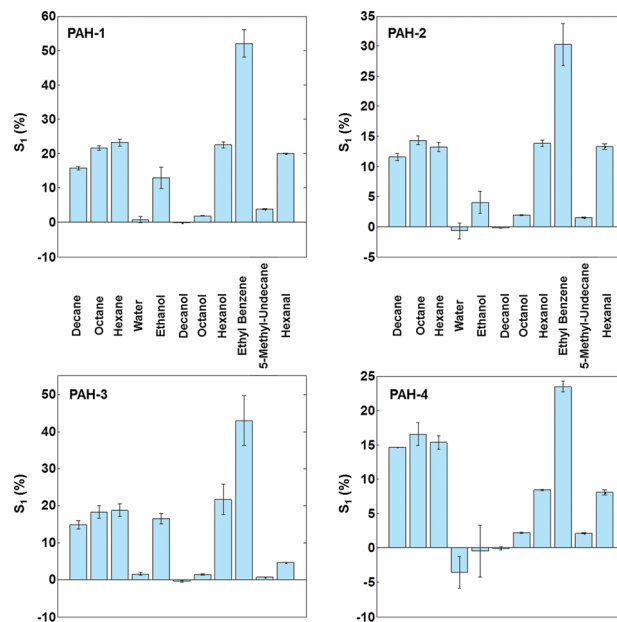 PAH-1
S₁ (%)
60
50
40
30
20
10
0
-10
PAH-2
S₁ (%)
35
30
25
20
15
10
5
0
-5
Decane
Octane
Hexane
Water
Ethanol
Decanol
Octanol
Hexanol
Ethyl Benzene
5-Methyl-Undecane
Hexanal
Decane
Octane
Hexane
Water
Ethanol
Decanol
Octanol
Hexanol
Ethyl Benzene
5-Methyl-Undecane
Hexanal
PAH-3
S₁ (%)
50
40
30
20
10
0
-10
PAH-4
S₁ (%)
25
20
15
10
5
0
-5
-10